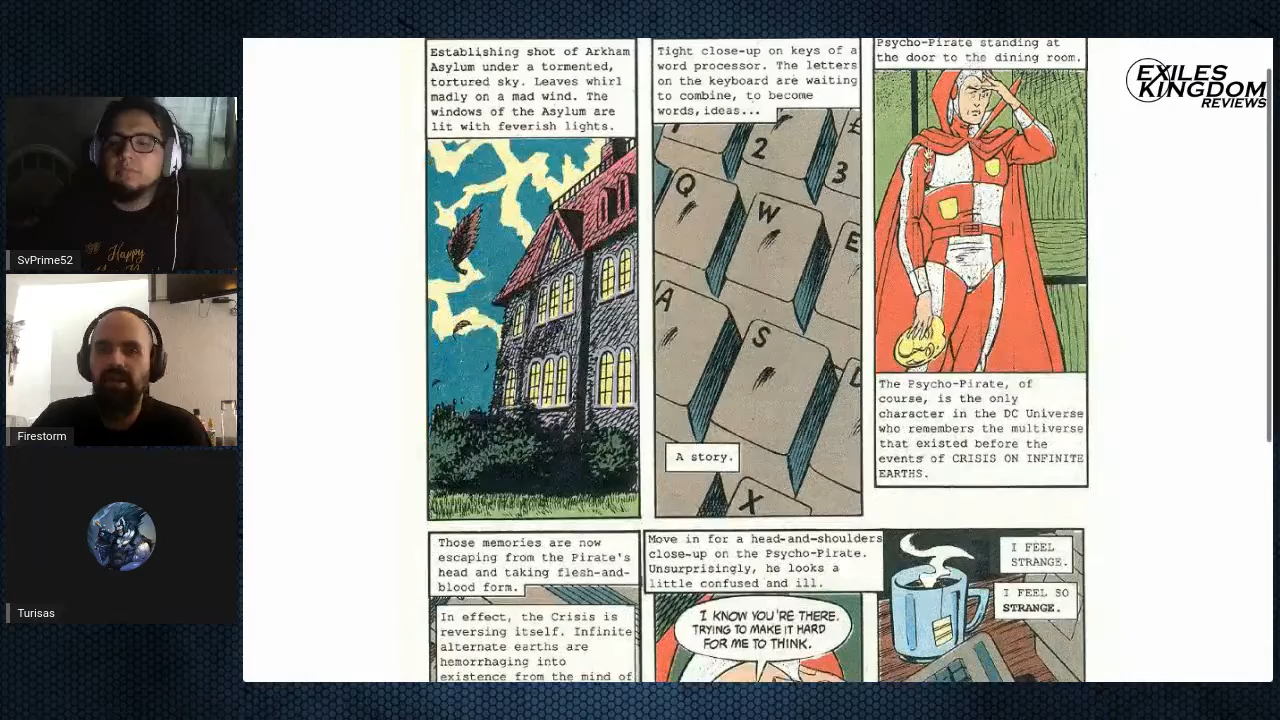 EXILES
KINGDOM
REVIEWS
SvPrime52
Firestorm
Turisas
Happy
Establishing shot of Arkham
Asylum under a tormented,
tortured sky. Leaves whirl
madly on a mad wind. The
windows of the Asylum are
lit with feverish lights.
Tight close-up on keys of a
word processor. The letters
on the keyboard are waiting
to combine, to become
words, ideas...
2
3
Q
W
E
A
S
X
A story.
Psycho-Pirate standing at
the door to the dining room.
The Psycho-Pirate, of
course, is the only
character in the DC Universe
who remembers the multiverse
that existed before the
events of CRISIS ON INFINITE
EARTHS.
Those memories are now
escaping from the Pirate's
head and taking flesh-and-
blood form.
In effect, the Crisis is
reversing itself. Infinite
alternate earths are
hemorrhaging into
existence from the mind of
Move in for a head-and-shoulders
close-up on the Psycho-Pirate.
Unsurprisingly, he looks a
little confused and ill.
I KNOW YOU'RE THERE.
TRYING TO MAKE IT HARD
FOR ME TO THINK.
I FEEL
STRANGE.
I FEEL SO
STRANGE.